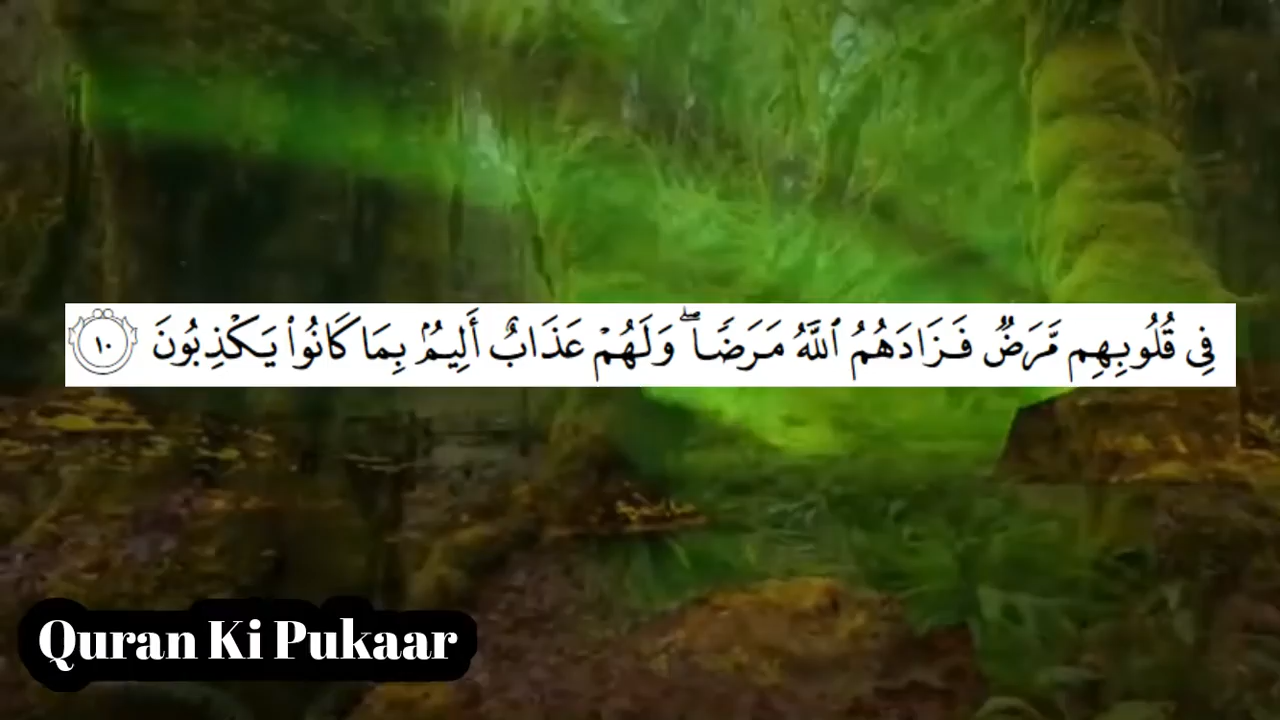 فِى قُلُوبِهِم مَّرَضٌ فَزَادَهُمُ ٱللَّهُ مَرَضًا ۖ وَلَهُمْ عَذَابٌ أَلِيمٌۢ بِمَا كَانُوا۟ يَكْذِبُونَ ١٠
Quran Ki Pukaar